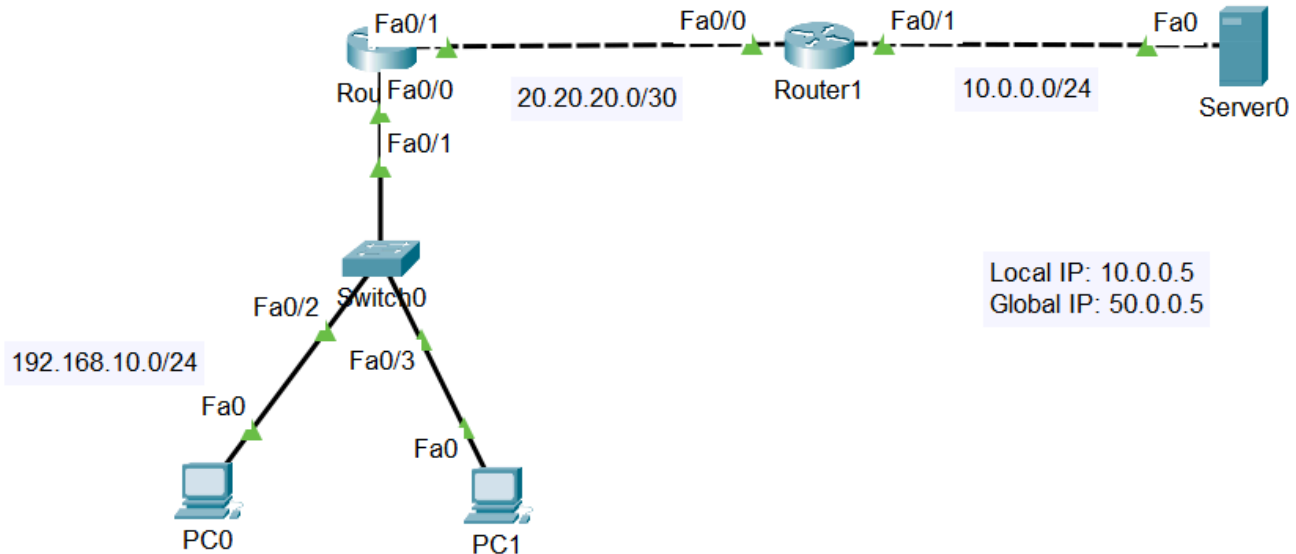 Fa0/1
Fa0/0
Fa0/1
Fa0
Rou
Fa0/0
20.20.20.0/30
Router1
10.0.0.0/24
Server0
Fa0/1
Local IP: 10.0.0.5
Global IP: 50.0.0.5
Switch0
Fa0/2
192.168.10.0/24
Fa0/3
Fa0
Fa0
PC0
PC1